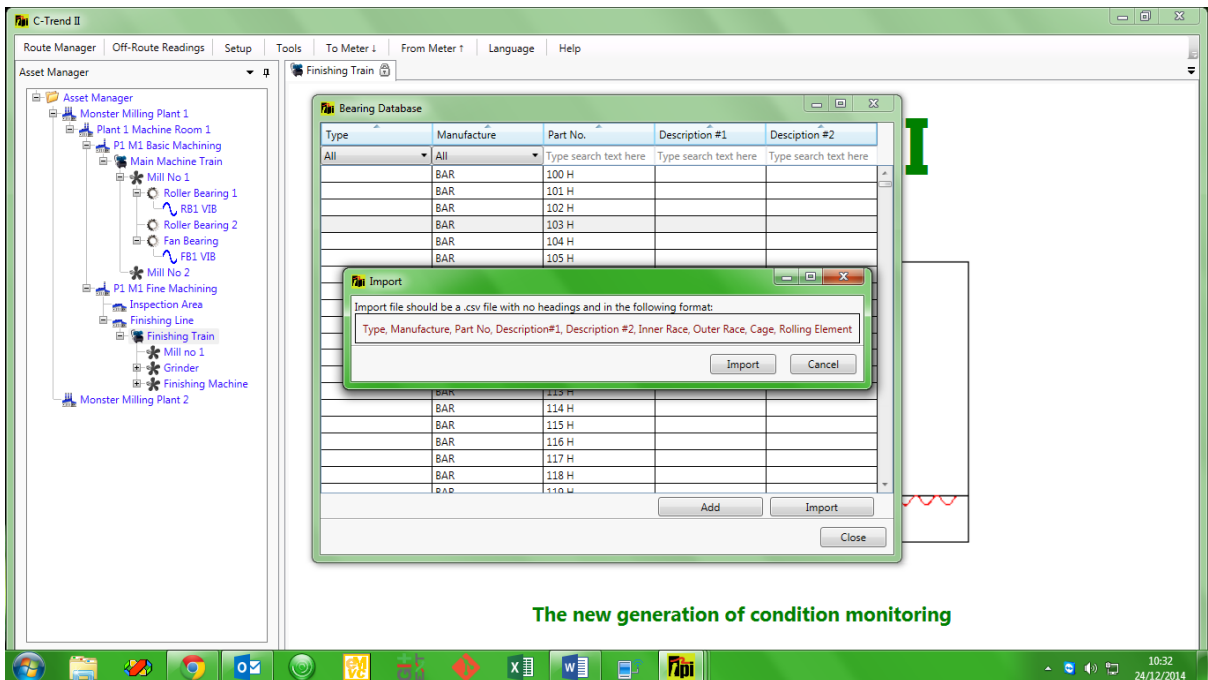 C-Trend II
Route Manager Off-Route Readings Setup Tools To Meter ↓ From Meter ↑ Language Help
Asset Manager
Finishing Train
Asset Manager
Monster Milling Plant 1
Plant 1 Machine Room 1
P1 M1 Basic Machining
Main Machine Train
Mill No 1
Roller Bearing 1
RB1 VIB
Roller Bearing 2
Fan Bearing
FB1 VIB
Mill No 2
P1 M1 Fine Machining
Inspection Area
Finishing Line
Finishing Train
Mill no 1
Grinder
Finishing Machine
Monster Milling Plant 2
I
Bearing Database
Type Manufacture Part No. Description #1 Desciption #2
All All Type search text here Type search text here Type search text here
BAR 100 H
BAR 101 H
BAR 102 H
BAR 103 H
BAR 104 H
BAR 105 H
Import
Import file should be a .csv file with no headings and in the following format:
Type, Manufacture, Part No, Description#1, Description #2, Inner Race, Outer Race, Cage, Rolling Element
Import Cancel
BAR 113 H
BAR 114 H
BAR 115 H
BAR 116 H
BAR 117 H
BAR 118 H
BAR 119 H
Add Import
Close
The new generation of condition monitoring
10:32
24/12/2014